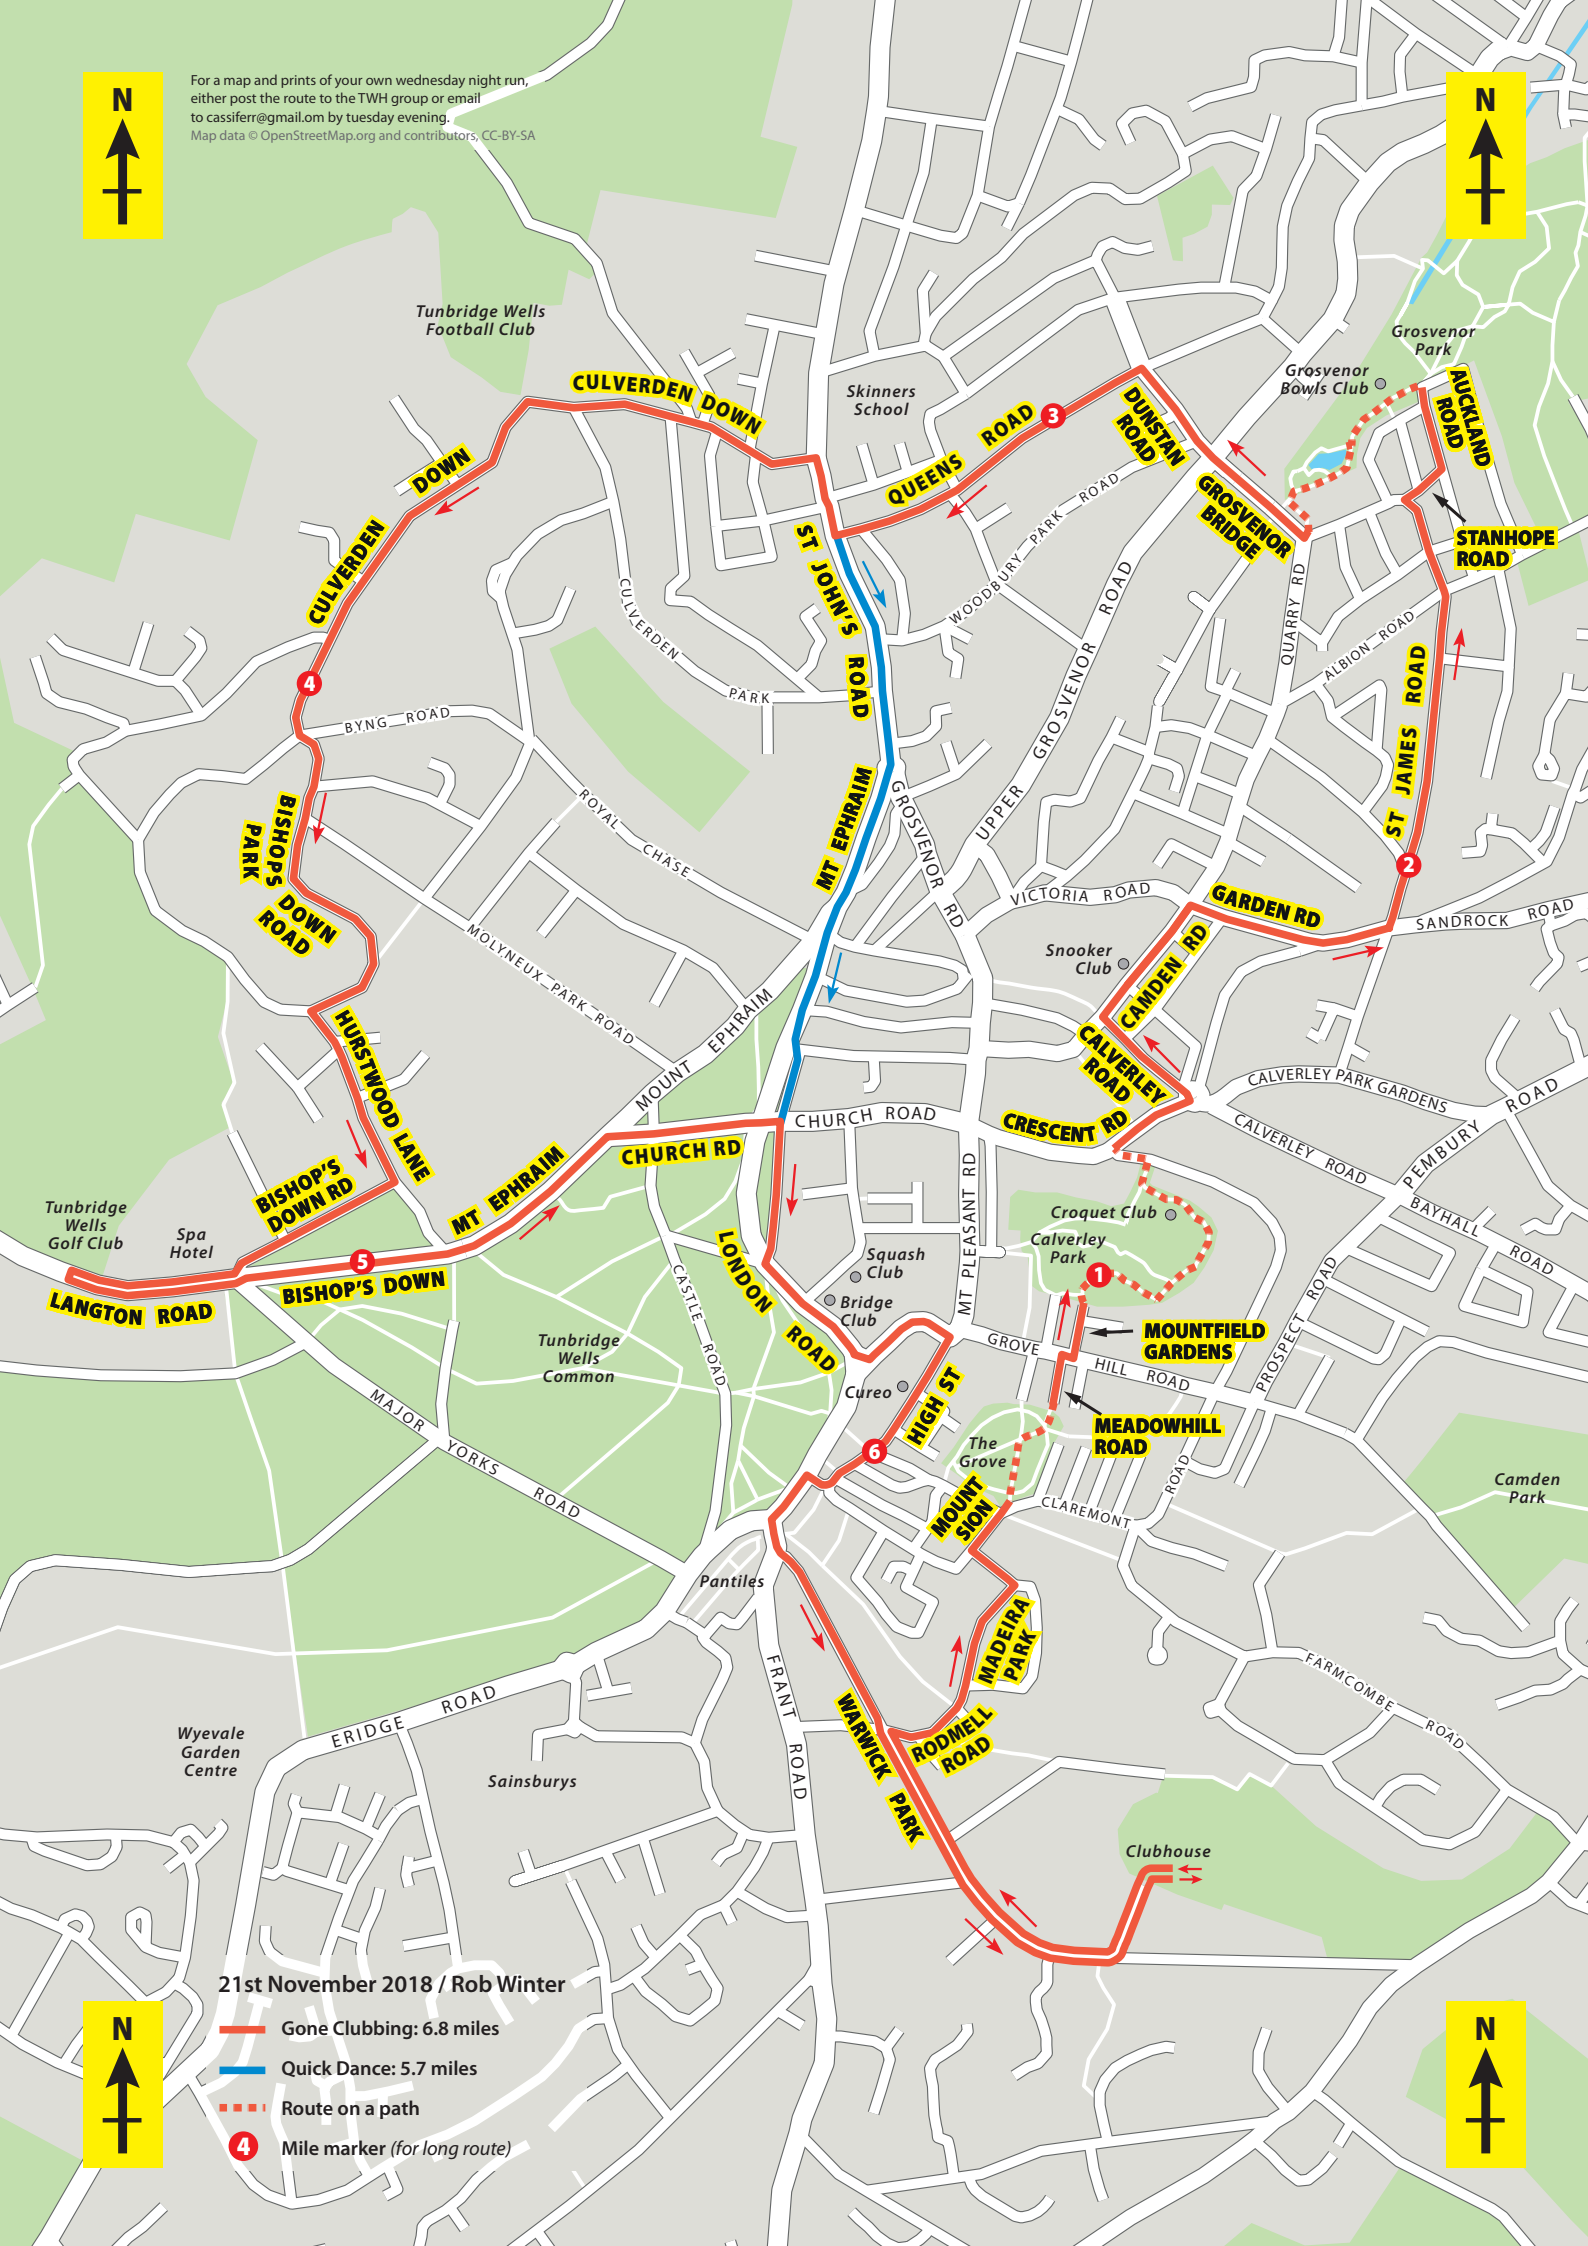 N
For a map and prints of your own wednesday night run,
either post the route to the TWH group or email
to cassiferr@gmail.om by tuesday evening.
Map data © OpenStreetMap.org and contributors, CC-BY-SA
N
Tunbridge Wells
Football Club
Grosvenor
Park
Grosvenor
Bowls Club
Skinners
School
CULVERDEN DOWN
QUEENS ROAD
3
DUNSTAN
ROAD
AUCKLAND
ROAD
GROSVENOR
BRIDGE
STANHOPE
ROAD
CULVERDEN DOWN
ST JOHN'S ROAD
WOODBURY PARK ROAD
CULVERDEN PARK
QUARRY RD
ALBION ROAD
4
BYNG ROAD
UPPER GROSVENOR ROAD
ST JAMES ROAD
2
BISHOPS DOWN
PARK ROAD
ROYAL CHASE
MT EPHRAIM
GROSVENOR RD
VICTORIA ROAD
GARDEN RD
SANDROCK ROAD
Snooker
Club
CAMDEN RD
MOLYNEUX PARK ROAD
MOUNT EPHRAIM
HURSTWOOD LANE
CALVERLEY
ROAD
CALVERLEY PARK GARDENS
CHURCH ROAD
CRESCENT RD
CALVERLEY ROAD
PEMBURY ROAD
BAYHALL ROAD
CHURCH RD
MT EPHRAIM
BISHOP'S
DOWN RD
Tunbridge
Wells
Golf Club
Spa
Hotel
5
BISHOP'S DOWN
LANGTON ROAD
LONDON ROAD
CASTLE ROAD
MT PLEASANT RD
Squash
Club
Bridge
Club
Croquet Club
Calverley
Park
1
MOUNTFIELD
GARDENS
GROVE HILL ROAD
PROSPECT ROAD
Tunbridge
Wells
Common
Cureo
HIGH ST
MEADOWHILL
ROAD
6
The
Grove
MOUNT
SION
CLAREMONT ROAD
Camden
Park
MAJOR YORKS ROAD
Pantiles
MADEIRA
PARK
FARMCOMBE ROAD
FRANT ROAD
ERIDGE ROAD
WARWICK PARK
RODMELL
ROAD
Wyevale
Garden
Centre
Sainsburys
Clubhouse
21st November 2018 / Rob Winter
Gone Clubbing: 6.8 miles
Quick Dance: 5.7 miles
Route on a path
4 Mile marker (for long route)
N
N